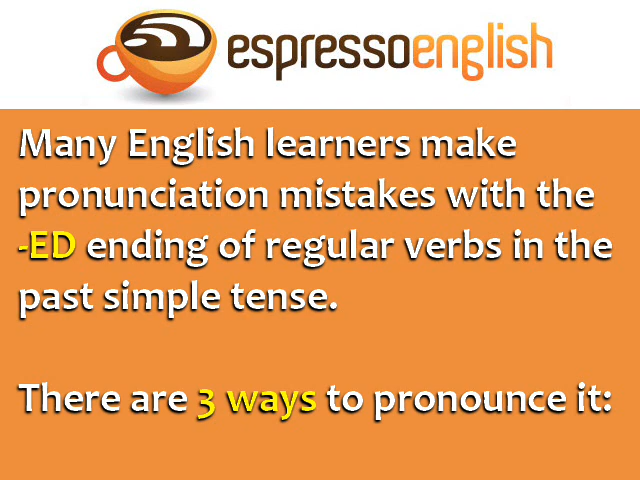 espressoenglish
Many English learners make
pronunciation mistakes with the
-ED ending of regular verbs in the
past simple tense.
There are 3 ways to pronounce it: